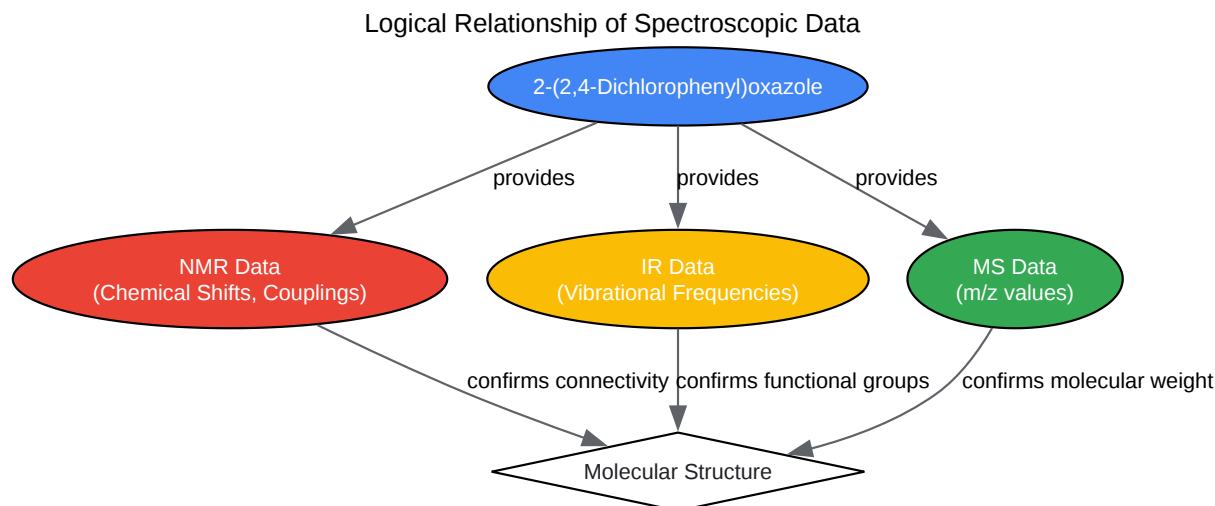 Logical Relationship of Spectroscopic Data
2-(2,4-Dichlorophenyl)oxazole
provides
provides
provides
NMR Data
(Chemical Shifts, Couplings)
IR Data
(Vibrational Frequencies)
MS Data
(m/z values)
confirms connectivity
confirms functional groups
confirms molecular weight
Molecular Structure